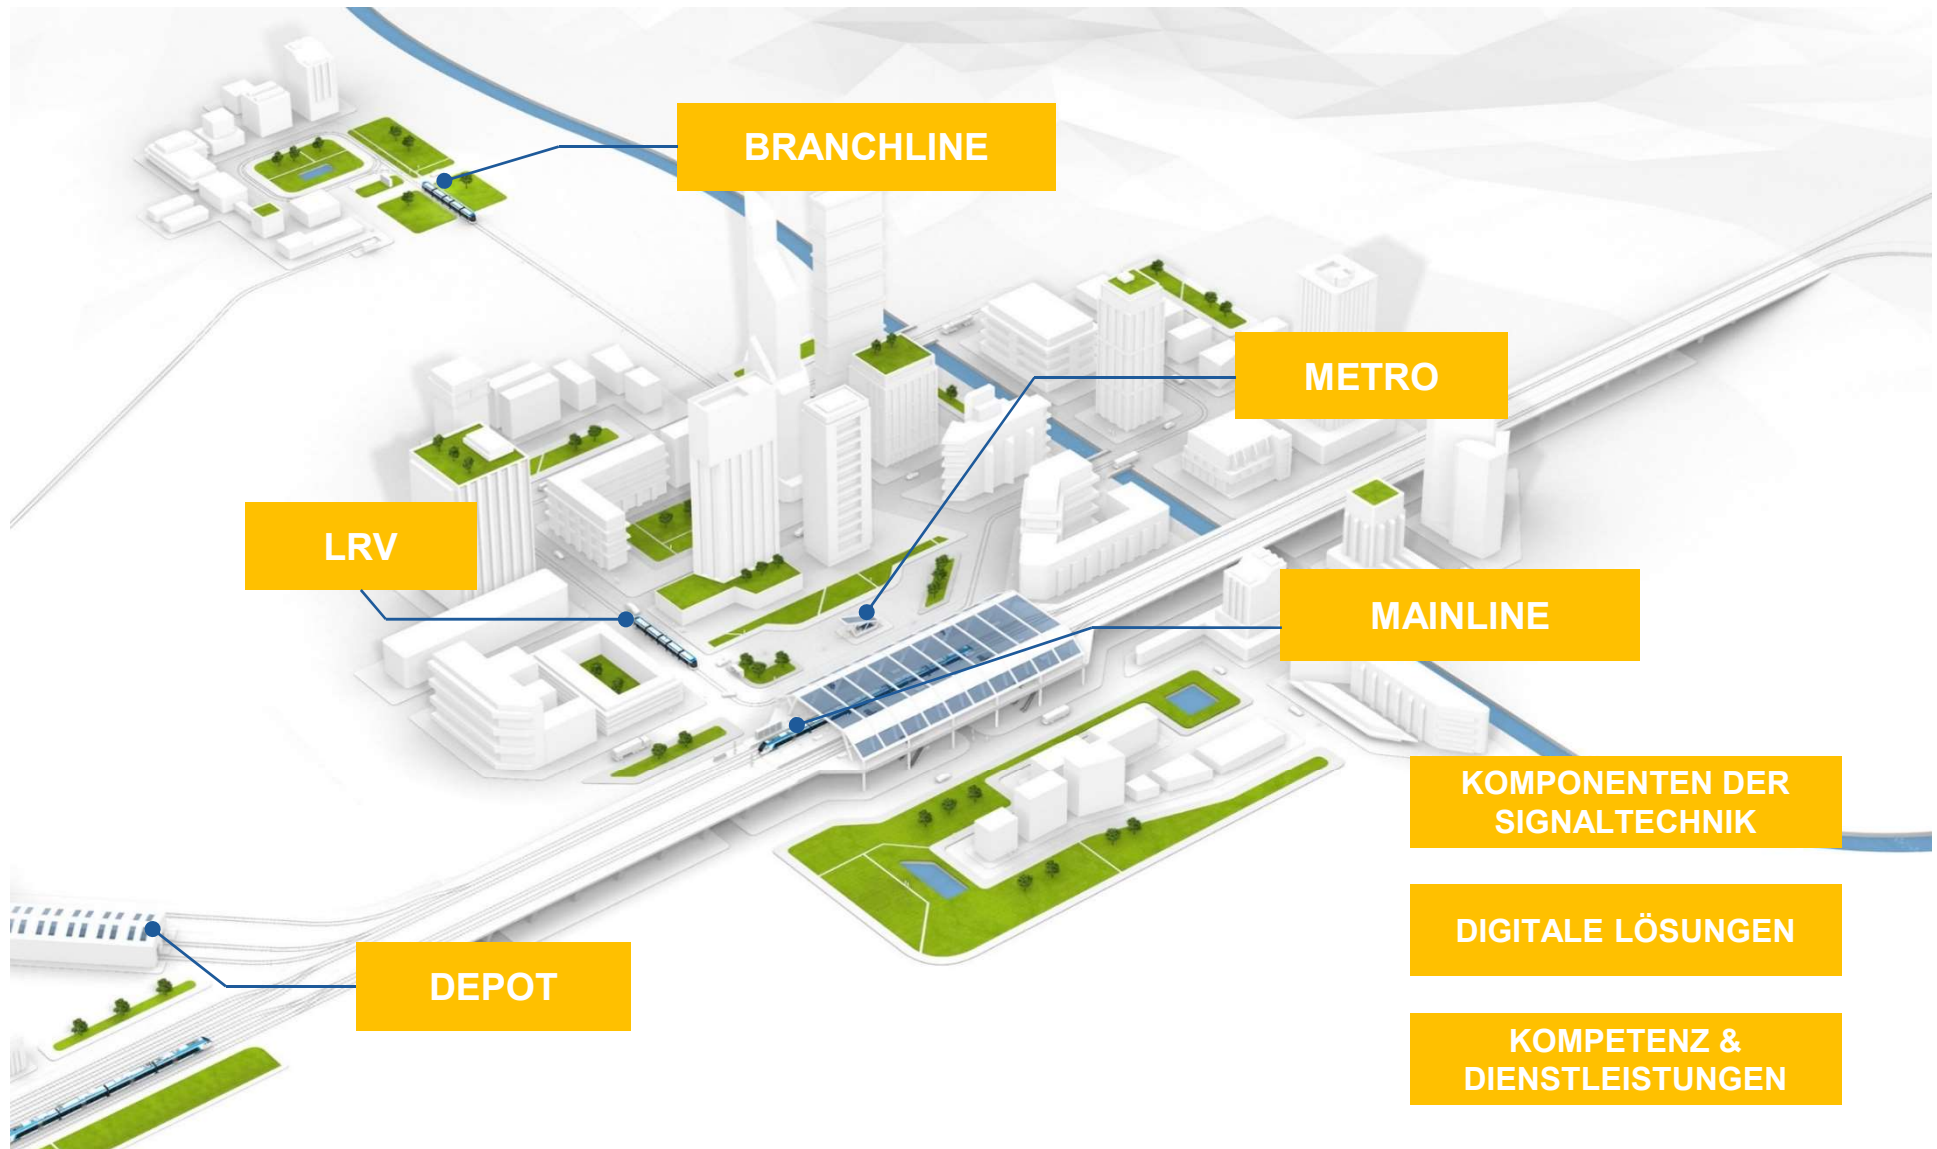 BRANCHLINE
METRO
LRV
MAINLINE
KOMPONENTEN DER
SIGNALTECHNIK
DIGITALE LÖSUNGEN
DEPOT
KOMPETENZ &
DIENSTLEISTUNGEN